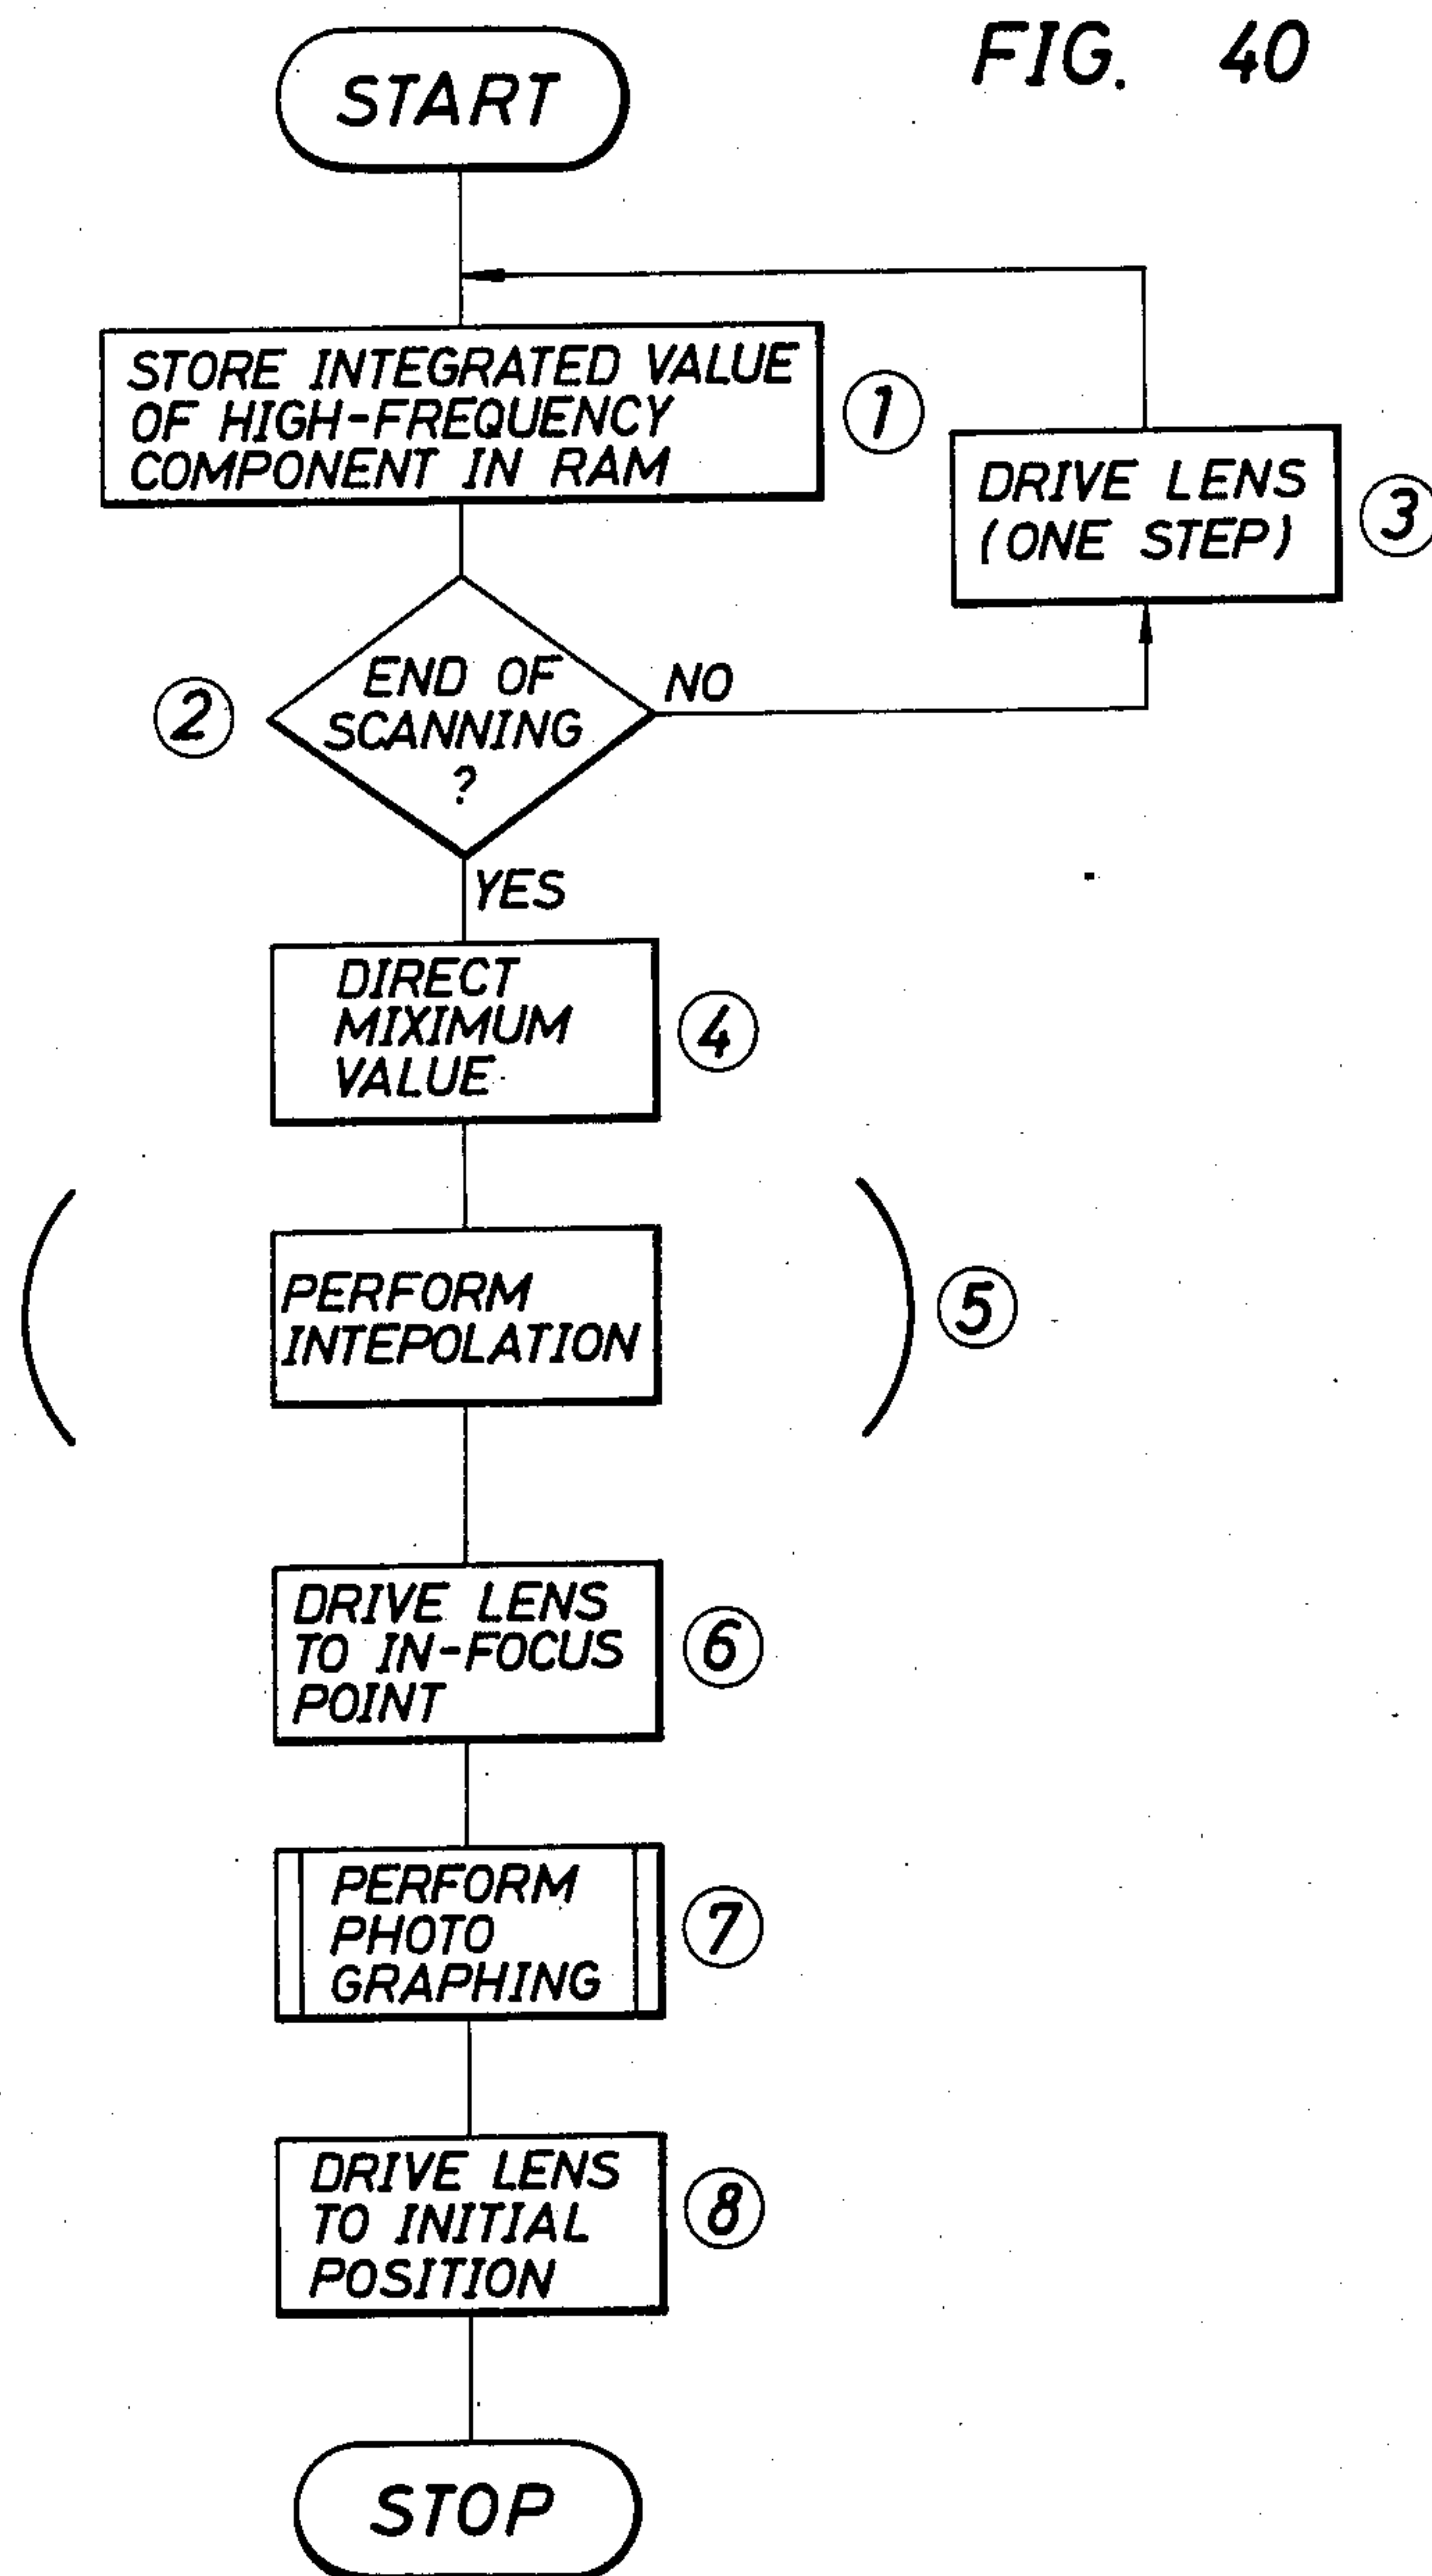 FIG. 40
START
STORE INTEGRATED VALUE
OF HIGH-FREQUENCY
COMPONENT IN RAM
①
DRIVE LENS
(ONE STEP)
③
②
END OF
SCANNING
?
NO
YES
DIRECT
MIXIMUM
VALUE
④
PERFORM
INTEPOLATION
⑤
DRIVE LENS
TO IN-FOCUS
POINT
⑥
PERFORM
PHOTO
GRAPHING
⑦
DRIVE LENS
TO INITIAL
POSITION
⑧
STOP